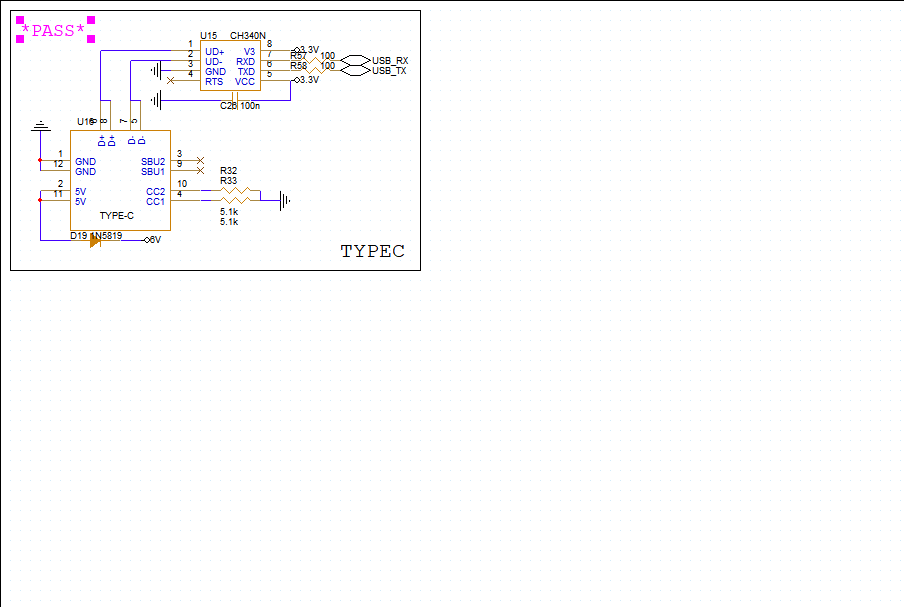 *PASS*
U15 CH340N
1 UD+ V3 8 3.3V
2 UD- RXD 7 R57 100 USB_RX
3 GND TXD 6 R58 100 USB_TX
4 RTS VCC 5 3.3V
C26 100n
U16 6 8 7 5
D+ D+ D- D-
1 GND SBU2 3
12 GND SBU1 9
R32
R33
2 5V CC2 10
11 5V CC1 4
5.1k
5.1k
TYPE-C
D19 1N5819 6V
TYPEC